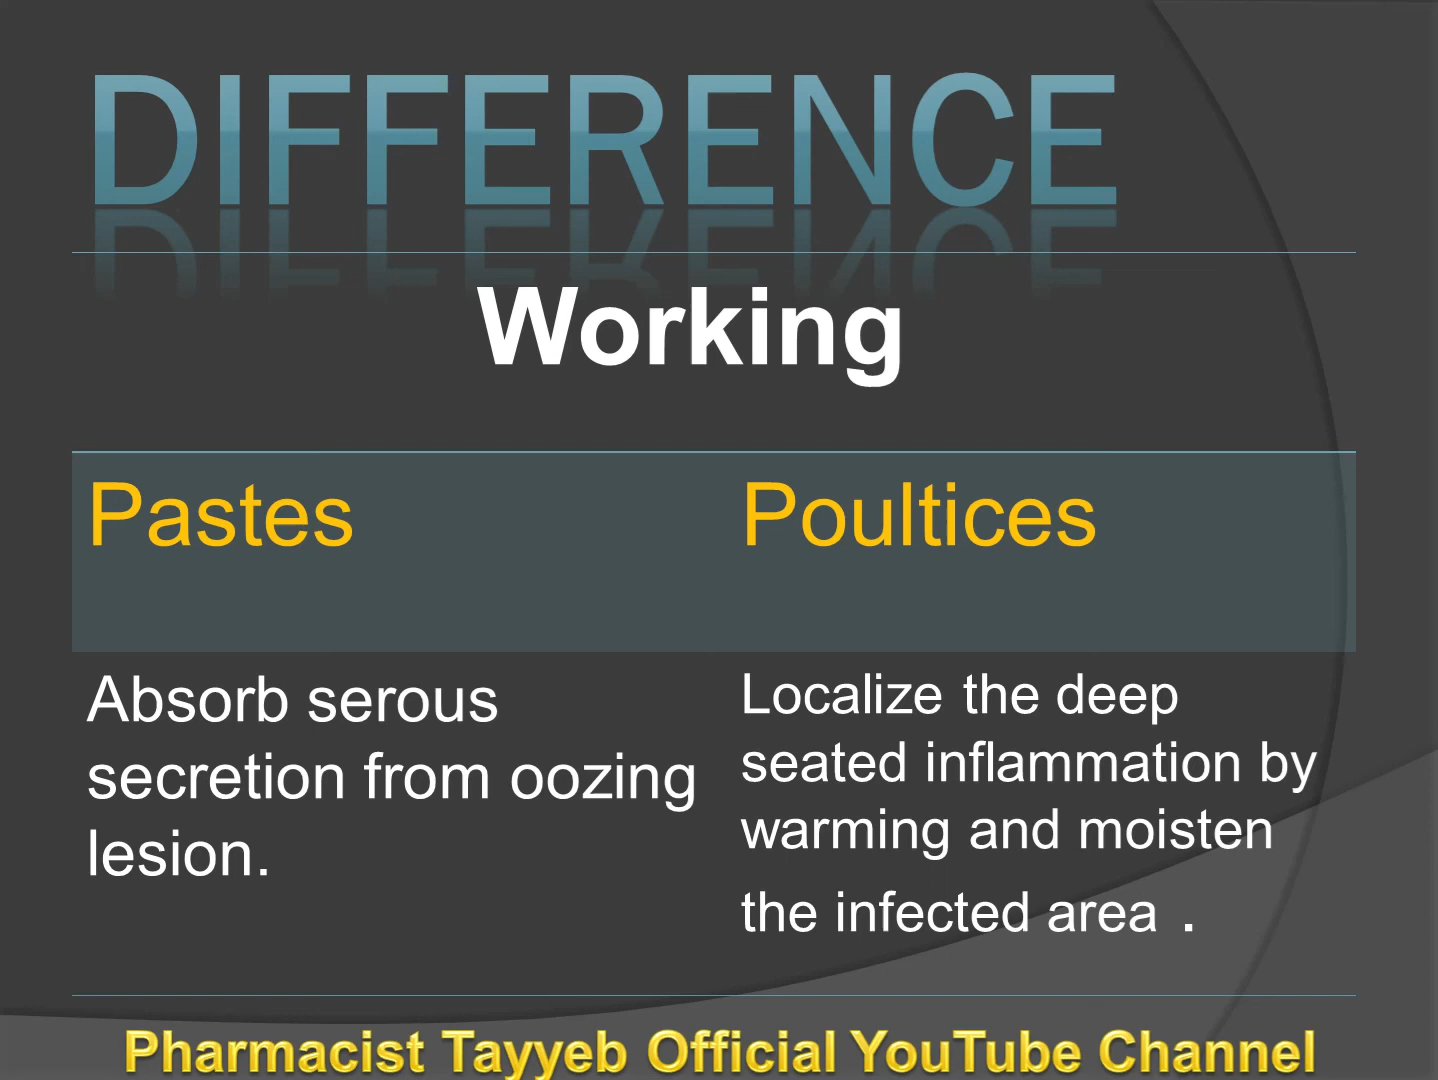 DIFFERENCE
Working
Pastes
Poultices
Absorb serous
secretion from oozing
lesion.
Localize the deep
seated inflammation by
warming and moisten
the infected area .
Pharmacist Tayyeb Official YouTube Channel